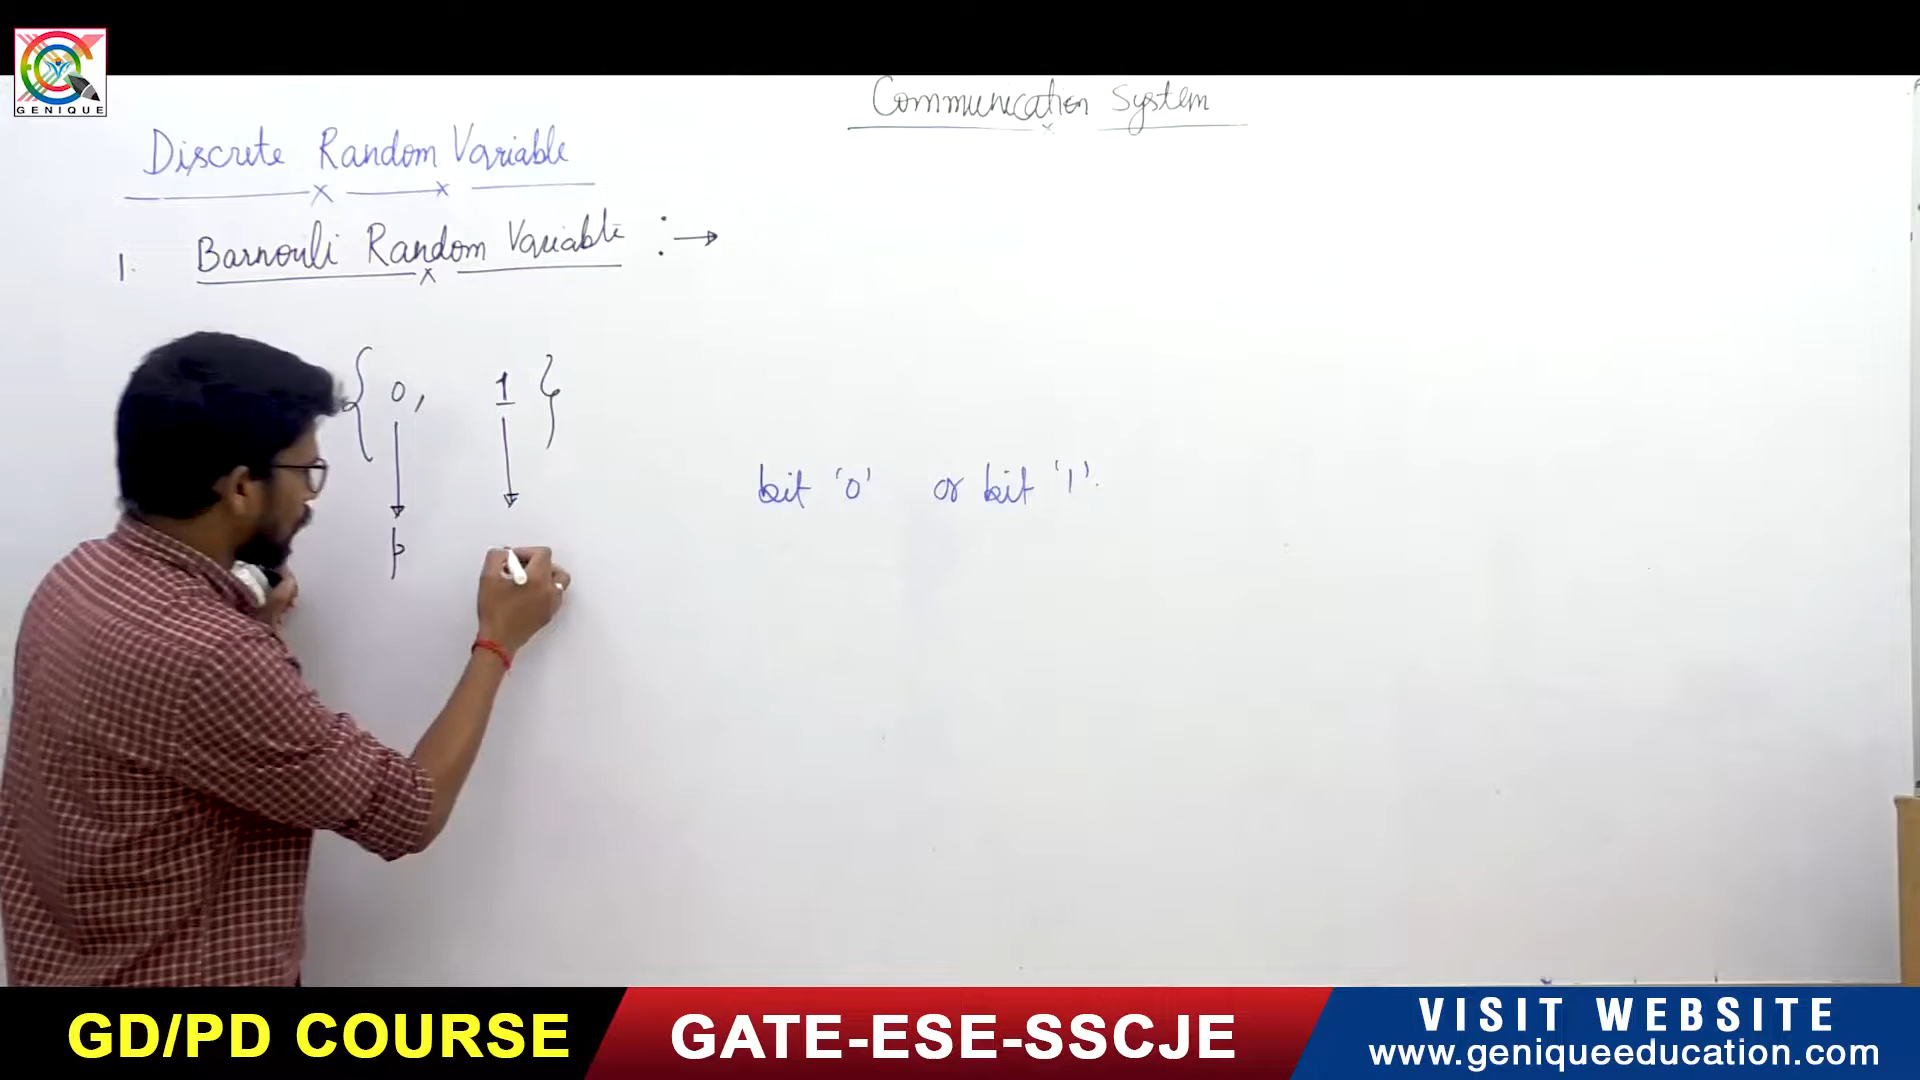 GENIQUE
Communication System
Discrete Random Variable
1. Barnouli Random Variable :→
{ 0, 1 }
bit '0' or bit '1'.
p
GD/PD COURSE
GATE-ESE-SSCJE
VISIT WEBSITE
www.geniqueeducation.com